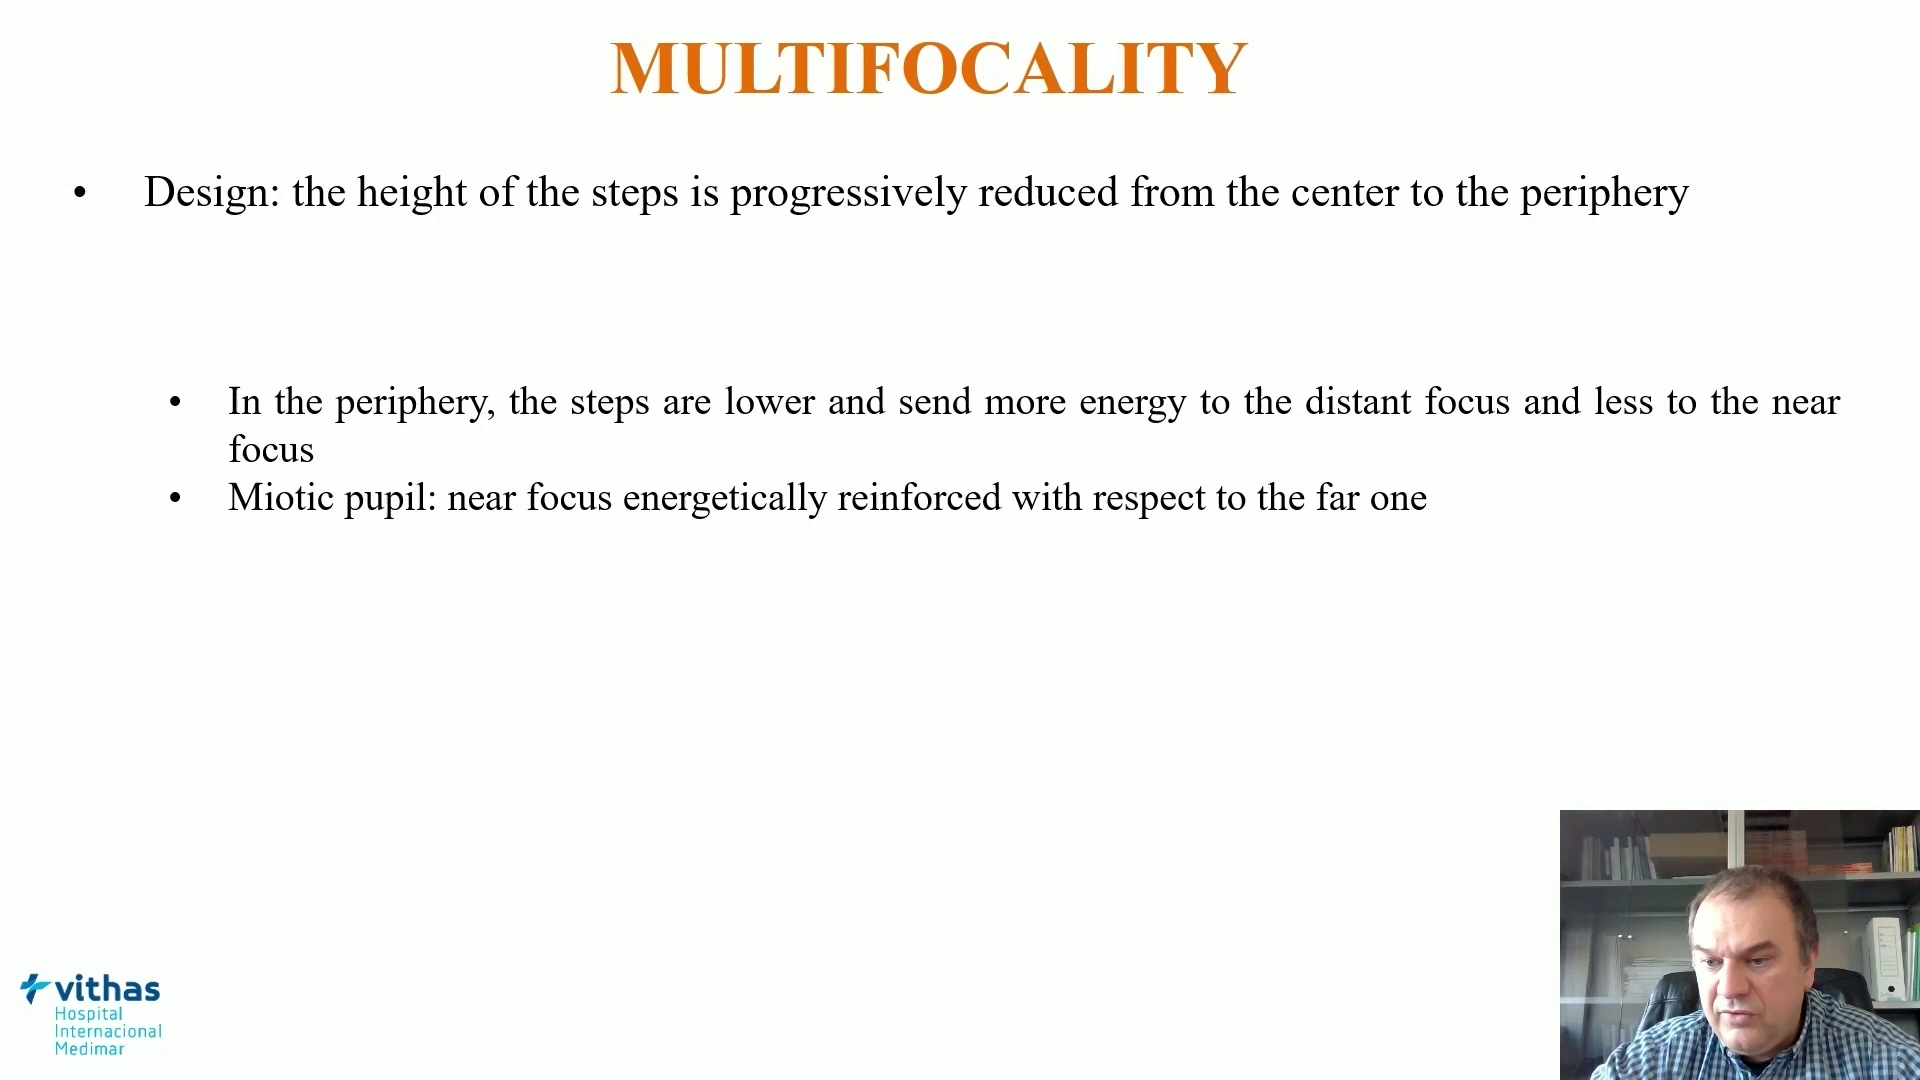 MULTIFOCALITY
• Design: the height of the steps is progressively reduced from the center to the periphery
• In the periphery, the steps are lower and send more energy to the distant focus and less to the near
focus
• Miotic pupil: near focus energetically reinforced with respect to the far one
vithas
Hospital
Internacional
Medimar